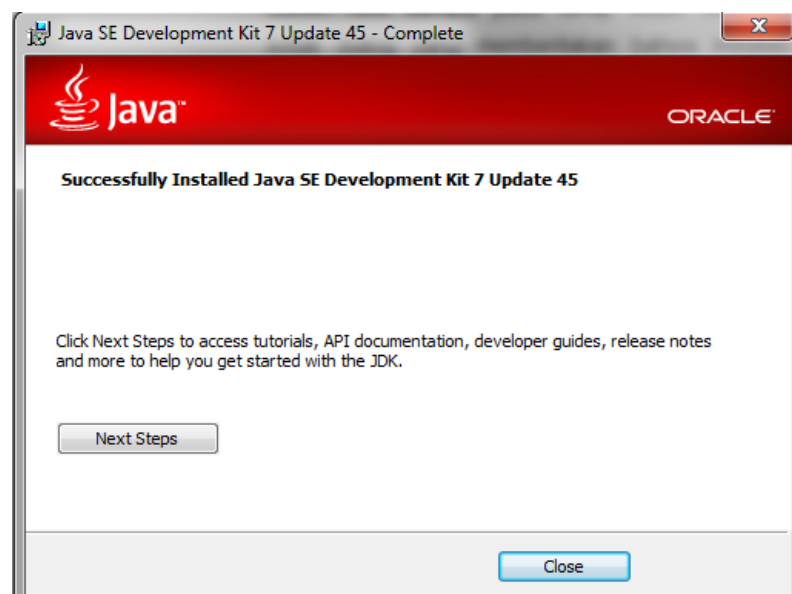 Java SE Development Kit 7 Update 45 - Complete
Java™
ORACLE
Successfully Installed Java SE Development Kit 7 Update 45
Click Next Steps to access tutorials, API documentation, developer guides, release notes
and more to help you get started with the JDK.
Next Steps
Close